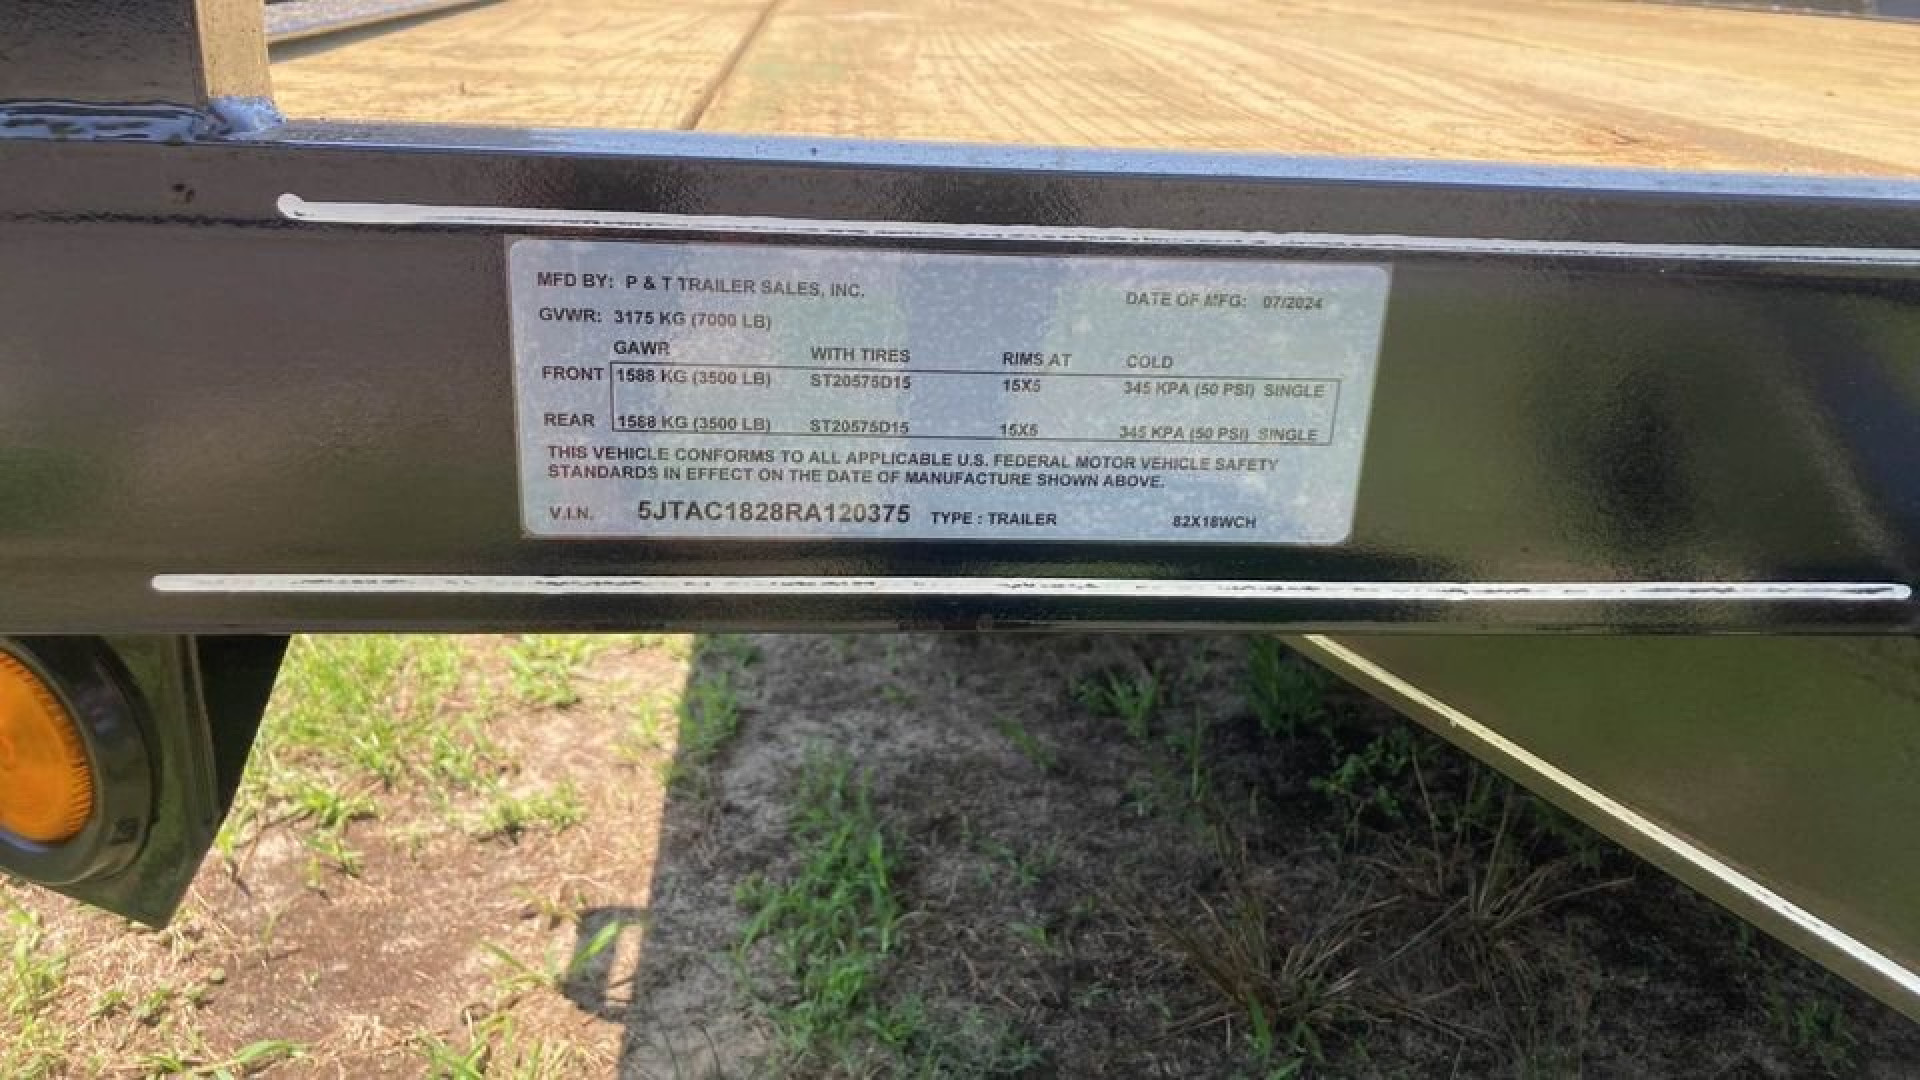 MFD BY: P & T TRAILER SALES, INC.
DATE OF MFG: 07/2024
GVWR: 3175 KG (7000 LB)
GAWR WITH TIRES RIMS AT COLD
FRONT 1588 KG (3500 LB) ST20575D15 15X5 345 KPA (50 PSI) SINGLE
REAR 1588 KG (3500 LB) ST20575D15 15X5 345 KPA (50 PSI) SINGLE
THIS VEHICLE CONFORMS TO ALL APPLICABLE U.S. FEDERAL MOTOR VEHICLE SAFETY
STANDARDS IN EFFECT ON THE DATE OF MANUFACTURE SHOWN ABOVE.
V.I.N. 5JTAC1828RA120375 TYPE : TRAILER 82X18WCH